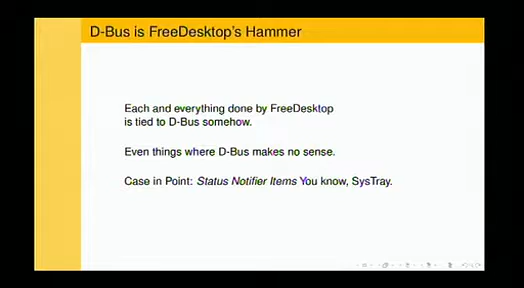 D-Bus is FreeDesktop's Hammer
Each and everything done by FreeDesktop
is tied to D-Bus somehow.
Even things where D-Bus makes no sense.
Case in Point: Status Notifier Items You know, SysTray.